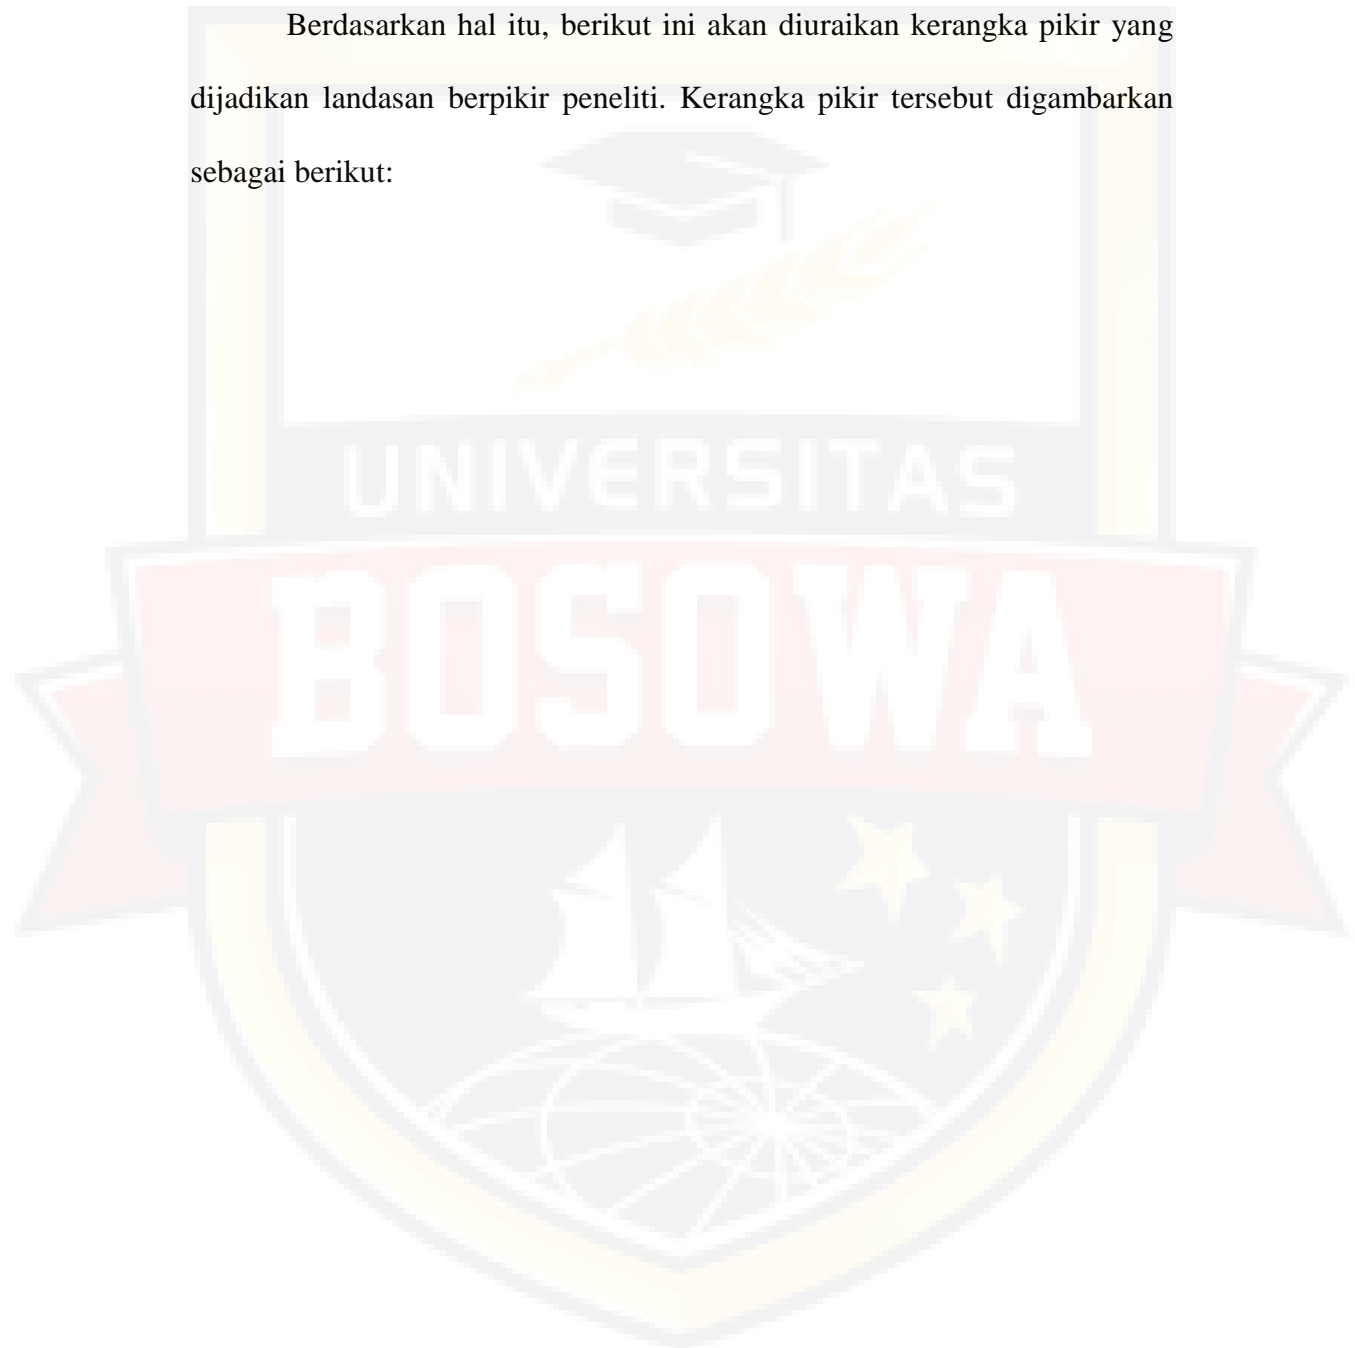 Berdasarkan hal itu, berikut ini akan diuraikan kerangka pikir yang
dijadikan landasan berpikir peneliti. Kerangka pikir tersebut digambarkan
sebagai berikut:
UNIVERSITAS
BOSOWA